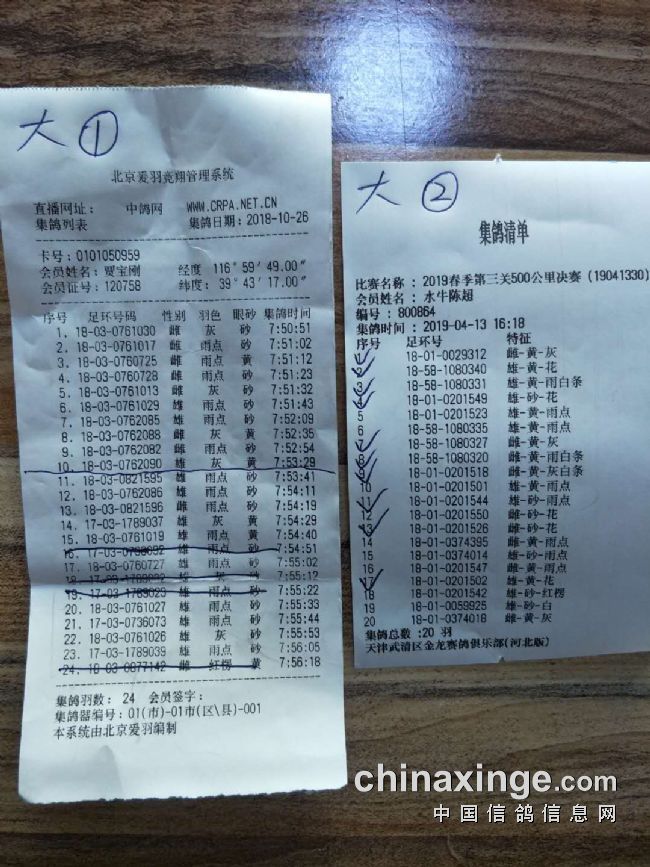 大 ①
北京爱羽竞翔管理系统
直播网址: 中鸽网 WWW.CRPA.NET.CN
集鸽列表 集鸽日期:2018-10-26
卡号:0101050959
会员姓名:贾宝刚 经度 116°59′49.00″
会员证号:120758 纬度:39°43′17.00″
序号 足环号码 性别 羽色 眼砂 集鸽时间
1. 18-03-0761030 雌 灰 砂 7:50:51
2. 18-03-0761017 雌 雨点 砂 7:51:02
3. 18-03-0760725 雌 雨点 黄 7:51:12
4. 18-03-0760728 雌 雨点 砂 7:51:23
5. 18-03-0761013 雌 灰 砂 7:51:32
6. 18-03-0761029 雄 雨点 砂 7:51:43
7. 18-03-0762085 雄 雨点 砂 7:52:09
8. 18-03-0762088 雌 灰 黄 7:52:35
9. 18-03-0762082 雌 雨点 砂 7:52:54
10. 18-03-0762090 雄 灰 黄 7:53:29
11. 18-03-0821595 雄 雨点 砂 7:53:41
12. 18-03-0762086 雄 雨点 砂 7:54:11
13. 18-03-0821596 雌 雨点 砂 7:54:19
14. 17-03-1789037 雄 灰 黄 7:54:29
15. 18-03-0761019 雄 雨点 黄 7:54:40
16. 17-03-0798692 雄 雨点 砂 7:54:51
17. 18-03-0760727 雄 雨点 黄 7:55:02
雄 灰 砂 7:55:12
19. 17-03-1789023 雄 雨点 砂 7:55:22
20. 18-03-0761027 雄 雨点 砂 7:55:33
21. 17-03-0736073 雄 雨点 砂 7:55:44
22. 18-03-0761026 雄 灰 砂 7:55:53
23. 17-03-1789039 雄 雨点 砂 7:56:05
24. 18-03-0877142 雌 红楞 黄 7:56:18
集鸽羽数: 24 会员签字:
集鸽器编号:01(市)-01市(区\县)-001
本系统由北京爱羽编制
大 ②
集鸽清单
比赛名称 : 2019春季第三关500公里决赛 (19041330)
会员姓名 : 水牛陈超
编号 : 800864
集鸽时间 : 2019-04-13 16:18
序号 足环号 特征
1 18-01-0029312 雌-黄-灰
2 18-58-1080340 雄-黄-花
3 18-58-1080331 雄-黄-雨白条
4 18-01-0201549 雄-砂-花
5 18-01-0201523 雄-黄-雨点
6 18-58-1080335 雄-黄-雨点
7 18-58-1080327 雌-黄-灰
8 18-58-1080320 雌-黄-雨白条
9 18-01-0201518 雌-黄-灰白条
10 18-01-0201501 雄-黄-雨点
11 18-01-0201544 雄-砂-雨点
12 18-01-0201550 雌-砂-花
13 18-01-0201526 雌-砂-花
14 18-01-0374395 雄-黄-雨点
15 18-01-0374014 雄-砂-雨点
16 18-01-0201547 雄-黄-雨点
17 18-01-0201502 雄-黄-花
18 18-01-0201542 雄-砂-红楞
19 18-01-0059925 雄-砂-白
20 18-01-0374018 雌-黄-灰
集鸽总数 :20 羽
天津武清区金龙赛鸽俱乐部(河北版)
chinaxinge.com
中国信鸽信息网